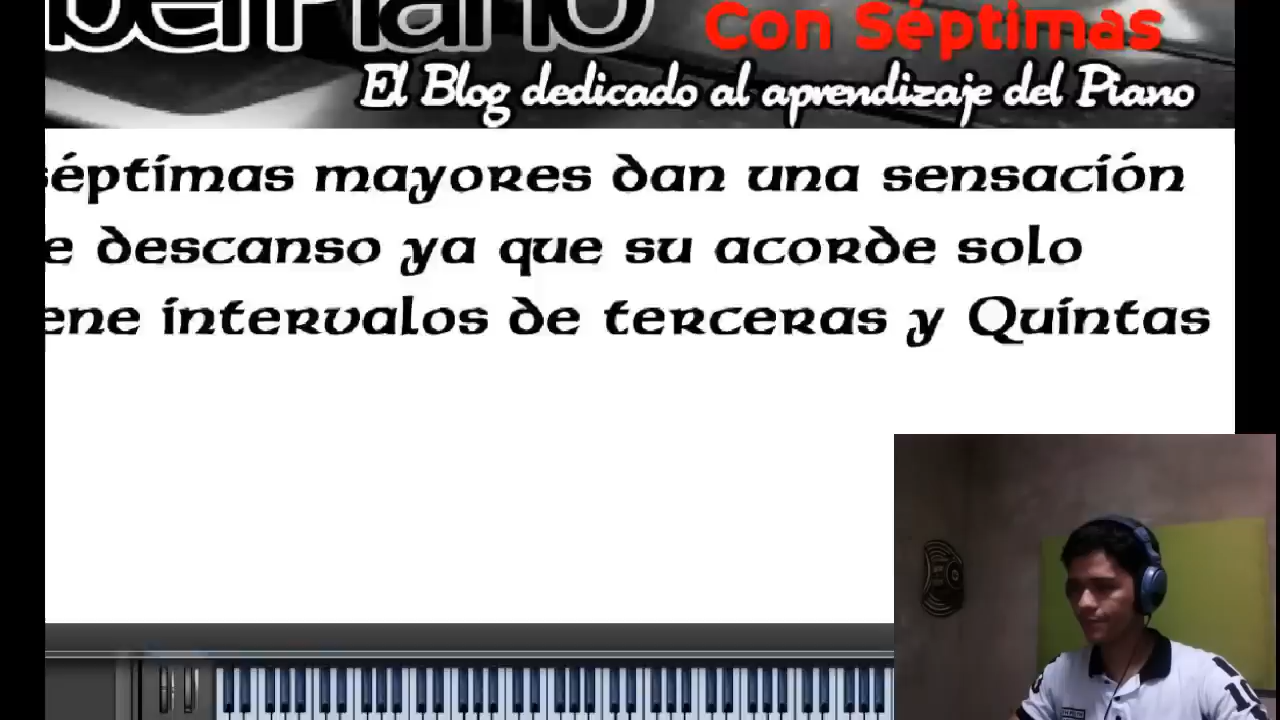 Con Séptimas
El Blog dedicado al aprendizaje del Piano
séptimas mayores dan una sensación
e descanso ya que su acorde solo
ene intervalos de terceras y Quintas